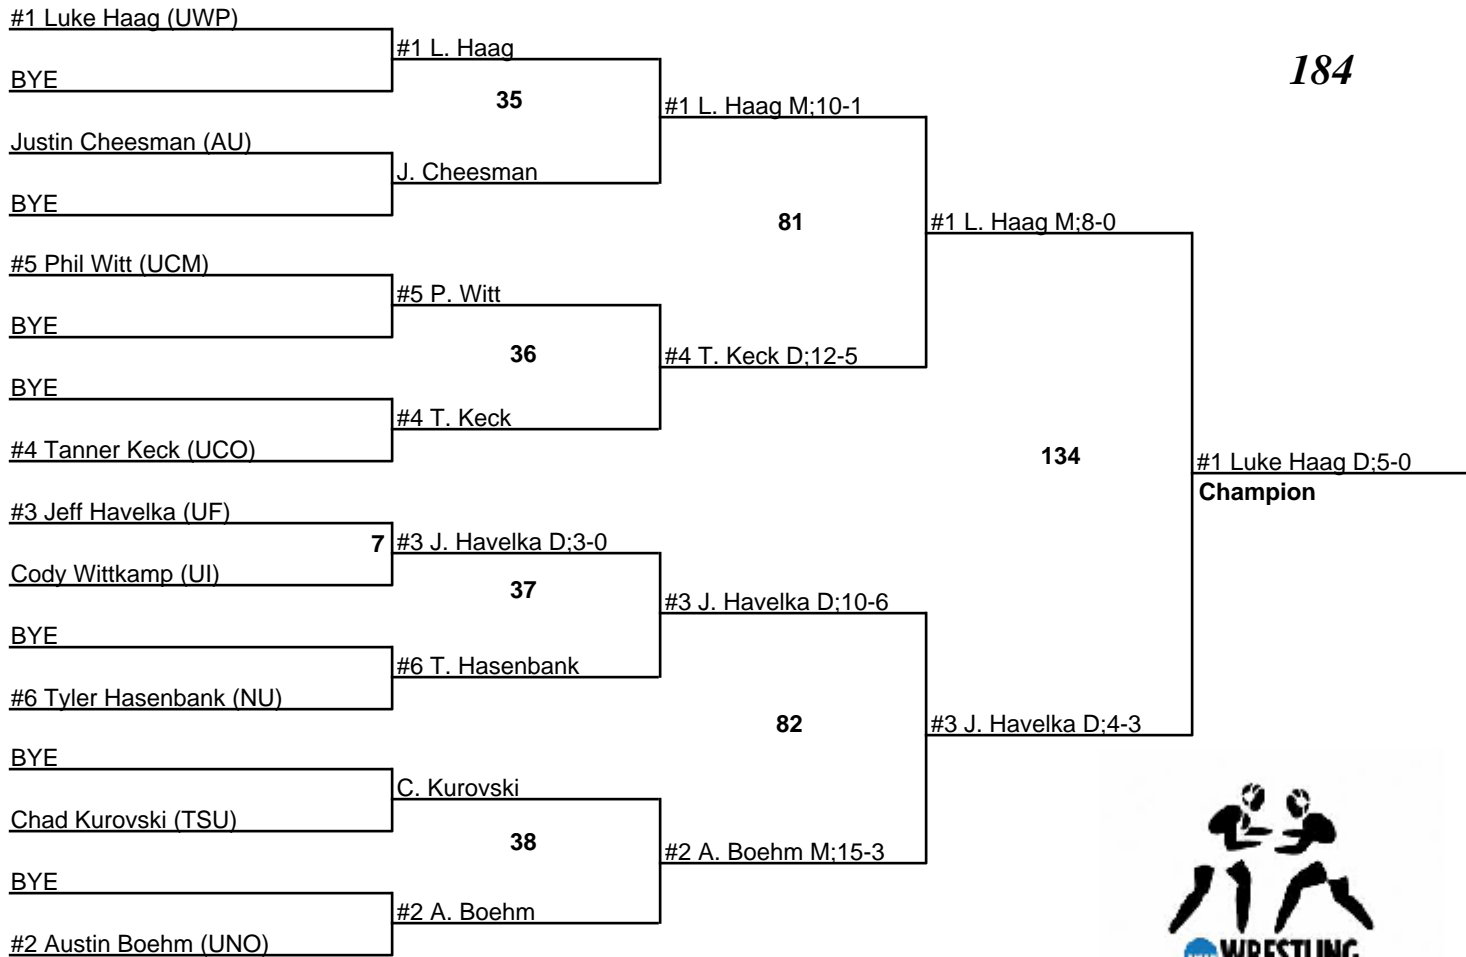 #1 Luke Haag (UWP)
#1 L. Haag
184
BYE
35
#1 L. Haag M;10-1
Justin Cheesman (AU)
J. Cheesman
BYE
81
#1 L. Haag M;8-0
#5 Phil Witt (UCM)
#5 P. Witt
BYE
36
#4 T. Keck D;12-5
BYE
#4 T. Keck
#4 Tanner Keck (UCO)
134
#1 Luke Haag D;5-0
Champion
#3 Jeff Havelka (UF)
7
#3 J. Havelka D;3-0
Cody Wittkamp (UI)
37
#3 J. Havelka D;10-6
BYE
#6 T. Hasenbank
#6 Tyler Hasenbank (NU)
82
#3 J. Havelka D;4-3
BYE
C. Kurovski
Chad Kurovski (TSU)
38
#2 A. Boehm M;15-3
BYE
#2 A. Boehm
#2 Austin Boehm (UNO)
WRESTLING